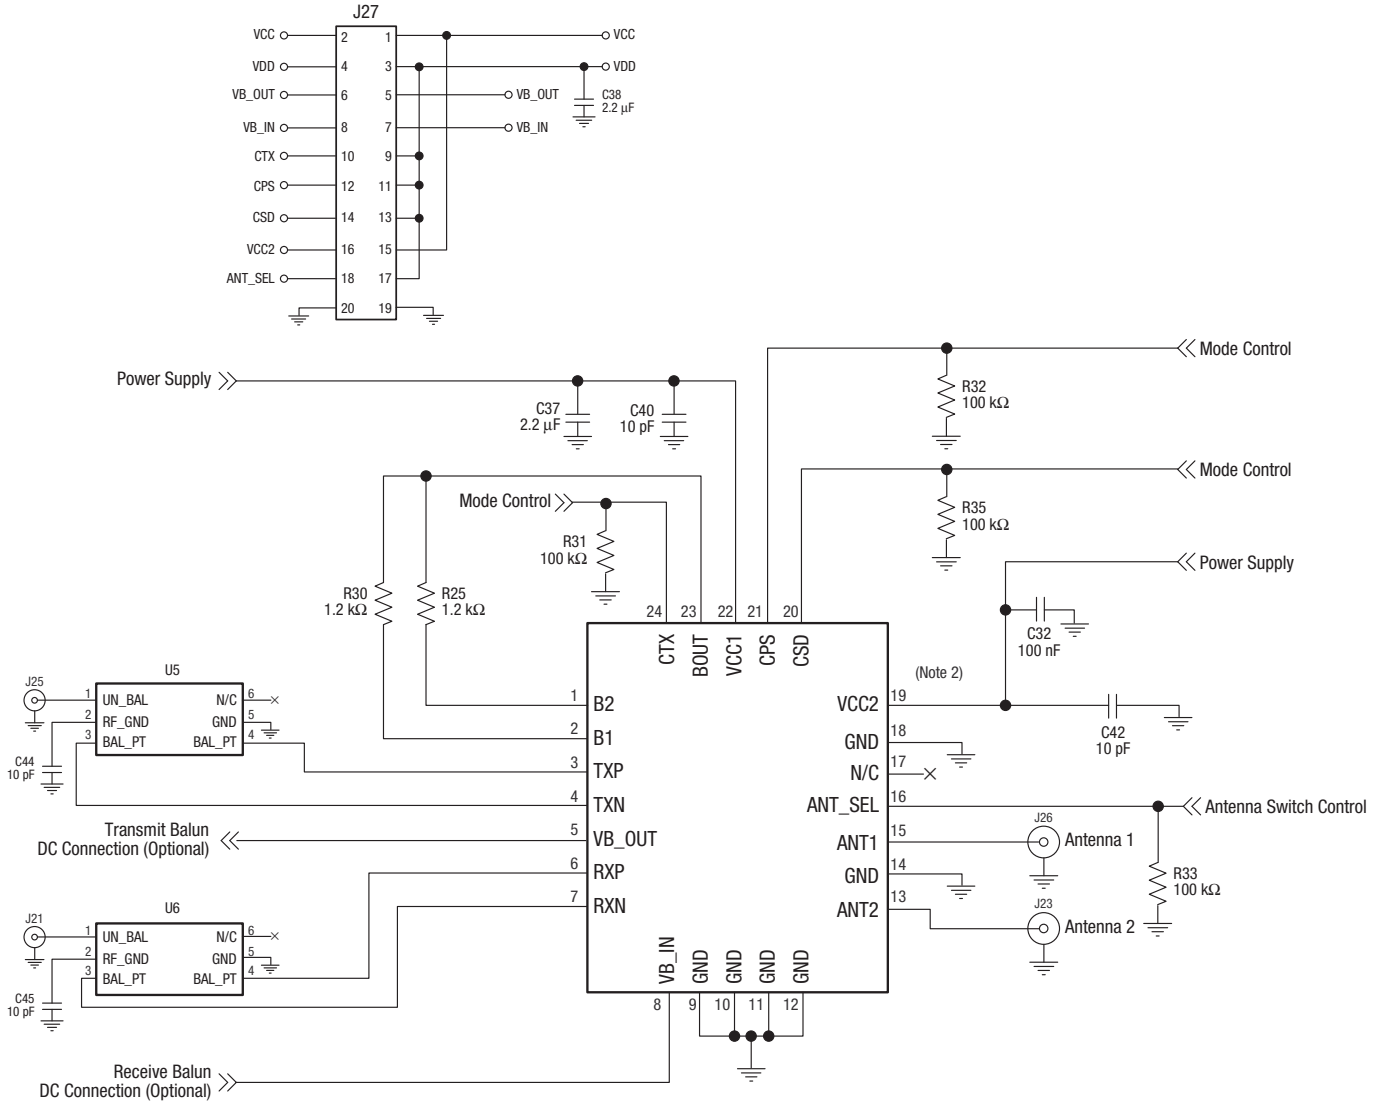 J27
VCC 2 1 VCC
VDD 4 3 VDD
VB_OUT 6 5 VB_OUT
C38
2.2 µF
VB_IN 8 7 VB_IN
CTX 10 9
CPS 12 11
CSD 14 13
VCC2 16 15
ANT_SEL 18 17
20 19
Mode Control
Power Supply
R32
100 kΩ
C37
2.2 µF
C40
10 pF
Mode Control
Mode Control
R35
100 kΩ
R31
100 kΩ
Power Supply
R30
1.2 kΩ
R25
1.2 kΩ
C32
100 nF
24 23 22 21 20
CTX BOUT VCC1 CPS CSD
(Note 2)
1 B2
2 B1
3 TXP
4 TXN
5 VB_OUT
6 RXP
7 RXN
VCC2 19
GND 18
N/C 17
ANT_SEL 16
ANT1 15
GND 14
ANT2 13
VB_IN GND GND GND GND
8 9 10 11 12
C42
10 pF
Antenna Switch Control
J26
Antenna 1
R33
100 kΩ
J23
Antenna 2
U5
J25
1 UN_BAL N/C 6
2 RF_GND GND 5
3 BAL_PT BAL_PT 4
C44
10 pF
Transmit Balun
DC Connection (Optional)
U6
J21
1 UN_BAL N/C 6
2 RF_GND GND 5
3 BAL_PT BAL_PT 4
C45
10 pF
Receive Balun
DC Connection (Optional)